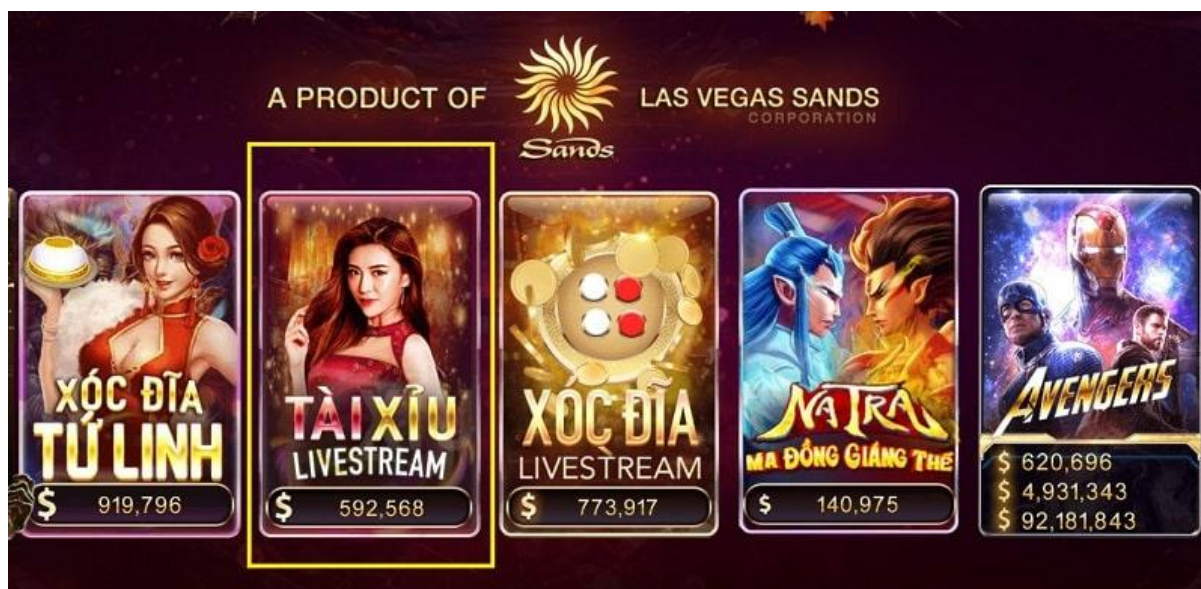 A PRODUCT OF
Sands
LAS VEGAS SANDS
CORPORATION
XÓC ĐĨA
TỨ LINH
$ 919,796
TÀI XỈU
LIVESTREAM
$ 592,568
XÓC ĐĨA
LIVESTREAM
$ 773,917
NA TRA
MA ĐỒNG GIÁNG THẾ
$ 140,975
AVENGERS
$ 620,696
$ 4,931,343
$ 92,181,843